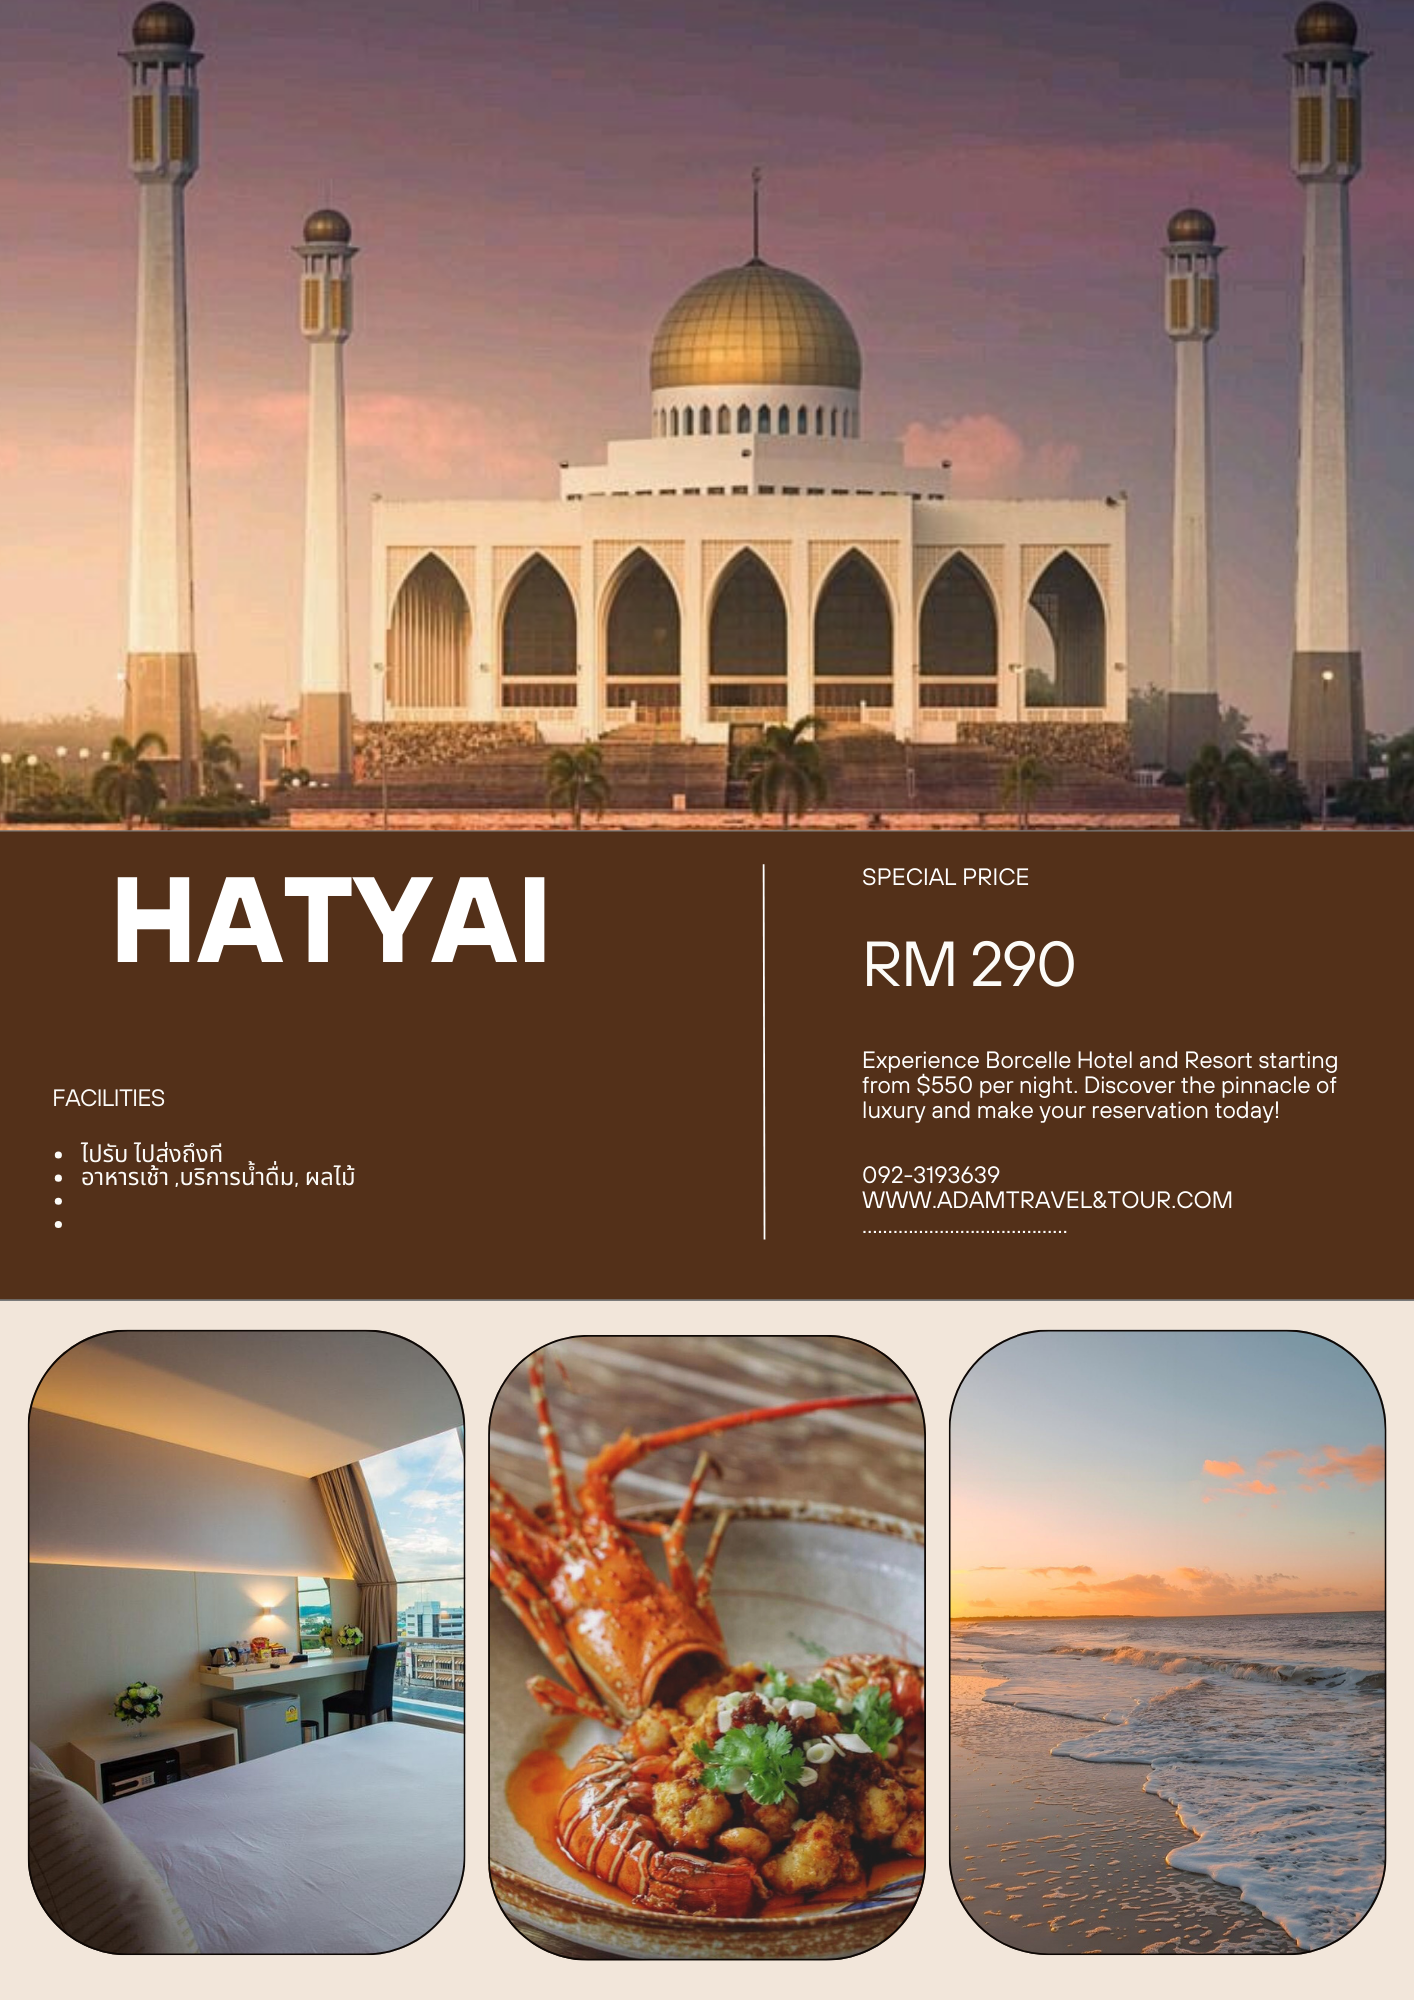 HATYAI
FACILITIES
• ไปรับ ไปส่งถึงที่
• อาหารเช้า ,บริการน้ำดื่ม, ผลไม้
•
•
SPECIAL PRICE
RM 290
Experience Borcelle Hotel and Resort starting
from $550 per night. Discover the pinnacle of
luxury and make your reservation today!
092-3193639
WWW.ADAMTRAVEL&TOUR.COM
........................................